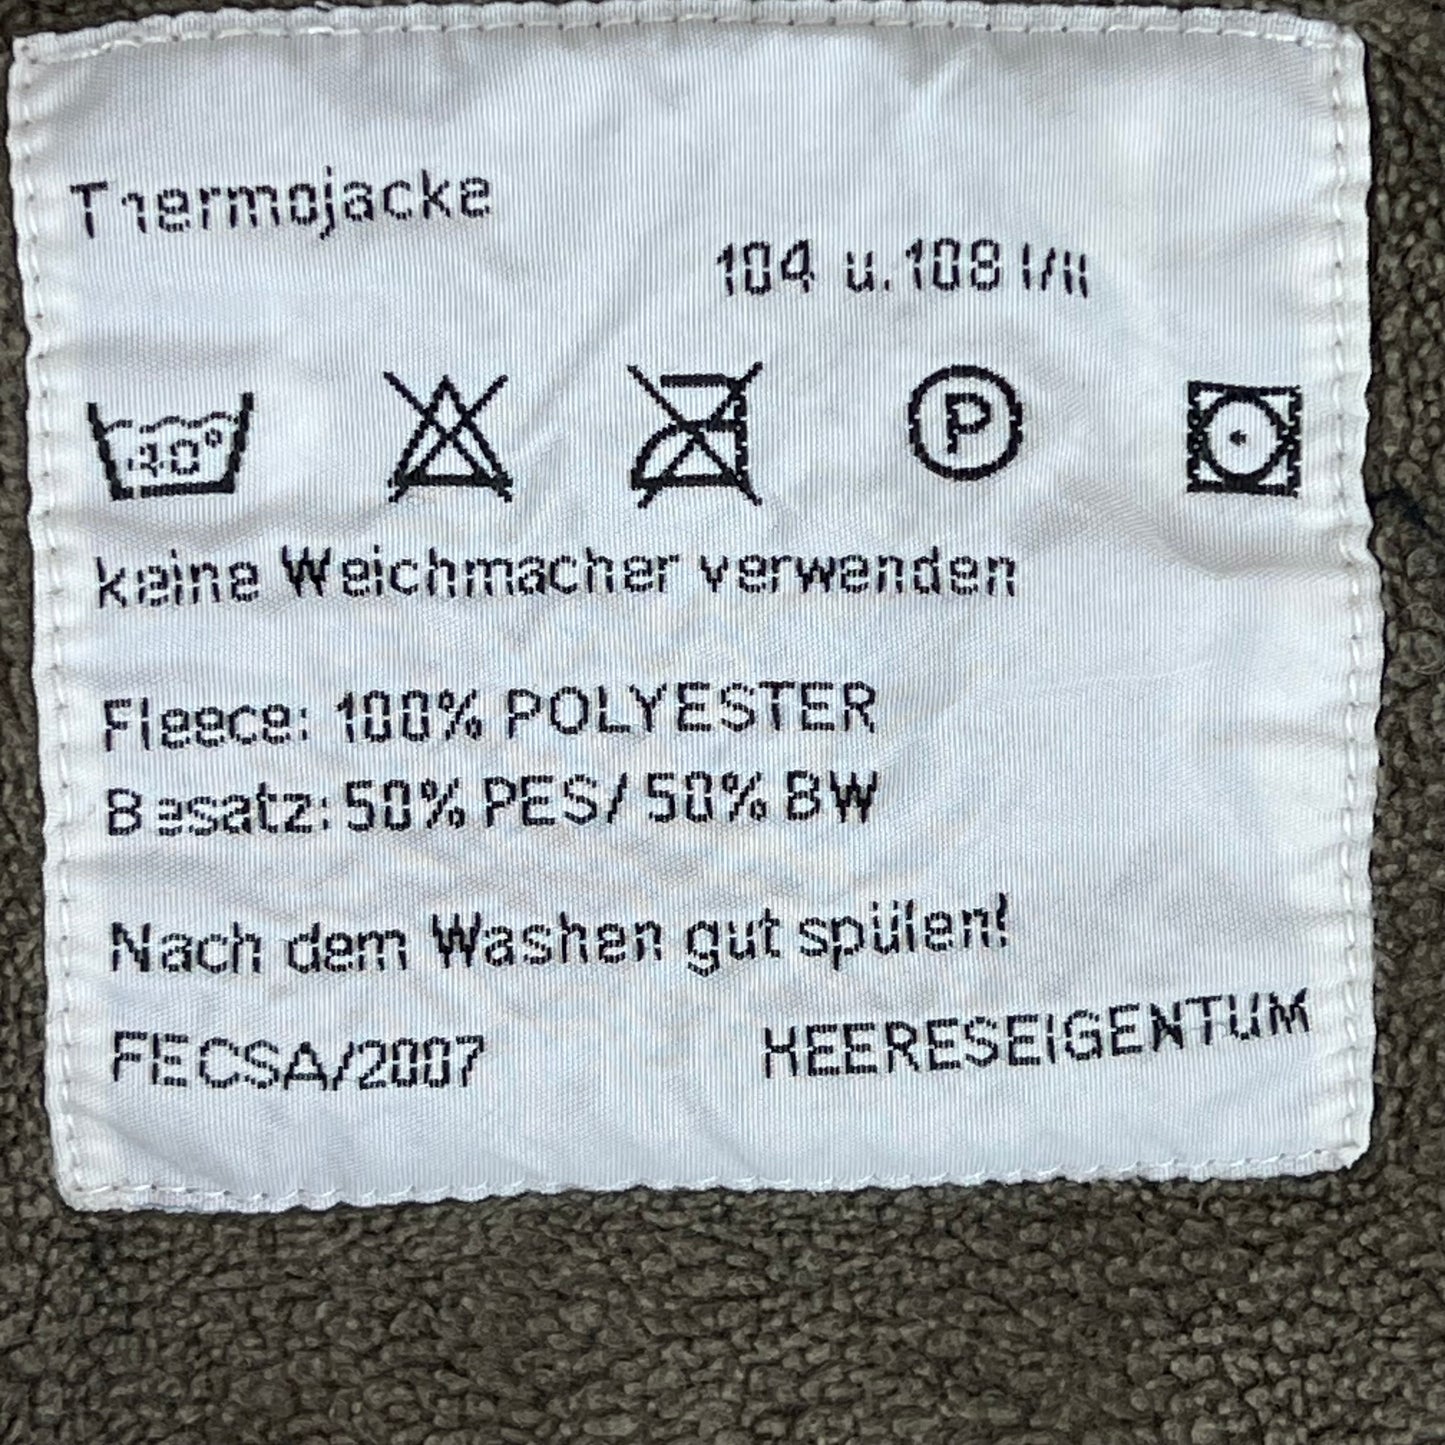 Thermojacke
104 u. 108 I/II
40°
P
keine Weichmacher verwenden
Fleece: 100% POLYESTER
Besatz: 50% PES/ 50% BW
Nach dem Washen gut spülen!
FECSA/2007
HEERESEIGENTUM